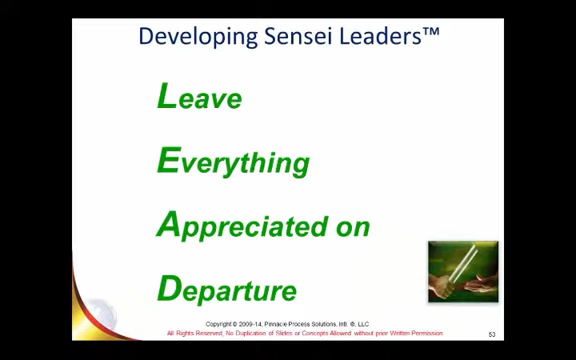 Developing Sensei Leaders™
Leave
Everything
Appreciated on
Departure
Copyright © 2009-14, Pinnacle Process Solutions, Intl. ®, LLC
All Rights Reserved, No Duplication of Slides or Concepts Allowed without prior Written Permission
53